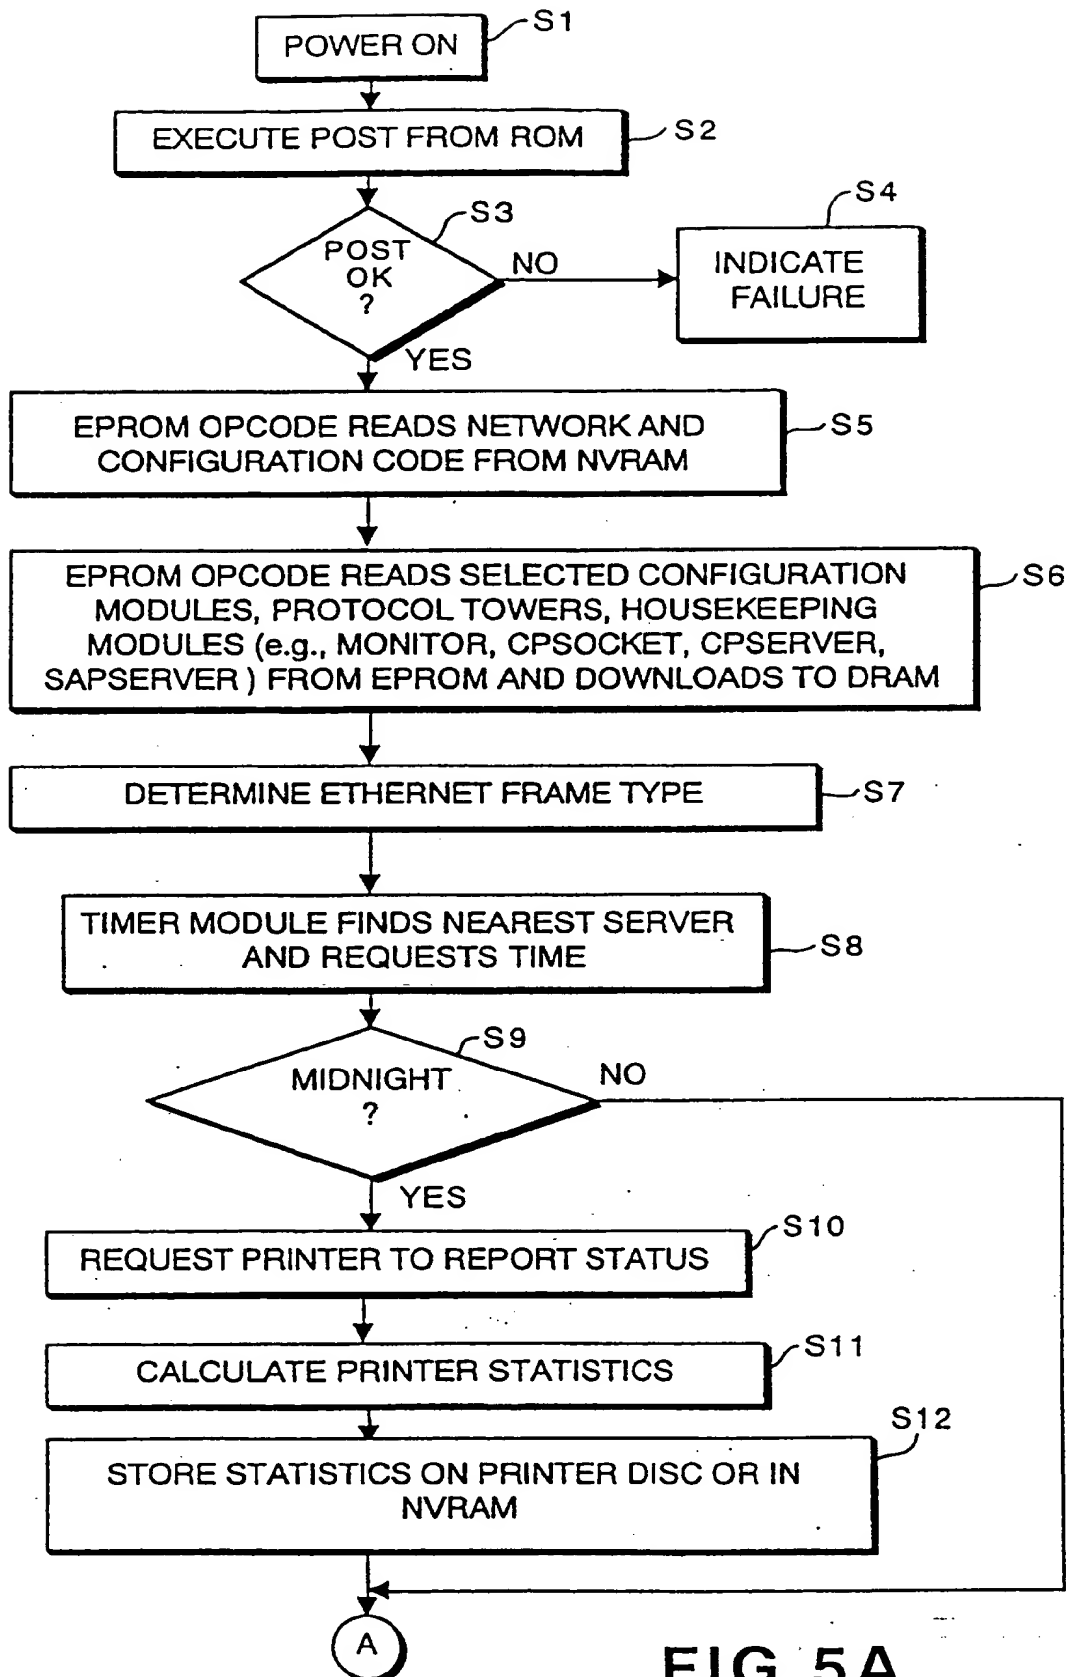 POWER ON
S1
EXECUTE POST FROM ROM
S2
POST
OK
?
S3
NO
YES
INDICATE
FAILURE
S4
EPROM OPCODE READS NETWORK AND
CONFIGURATION CODE FROM NVRAM
S5
EPROM OPCODE READS SELECTED CONFIGURATION
MODULES, PROTOCOL TOWERS, HOUSEKEEPING
MODULES (e.g., MONITOR, CPSOCKET, CPSERVER,
SAPSERVER ) FROM EPROM AND DOWNLOADS TO DRAM
S6
DETERMINE ETHERNET FRAME TYPE
S7
TIMER MODULE FINDS NEAREST SERVER
AND REQUESTS TIME
S8
MIDNIGHT
?
S9
NO
YES
REQUEST PRINTER TO REPORT STATUS
S10
CALCULATE PRINTER STATISTICS
S11
STORE STATISTICS ON PRINTER DISC OR IN
NVRAM
S12
A
FIG 5A